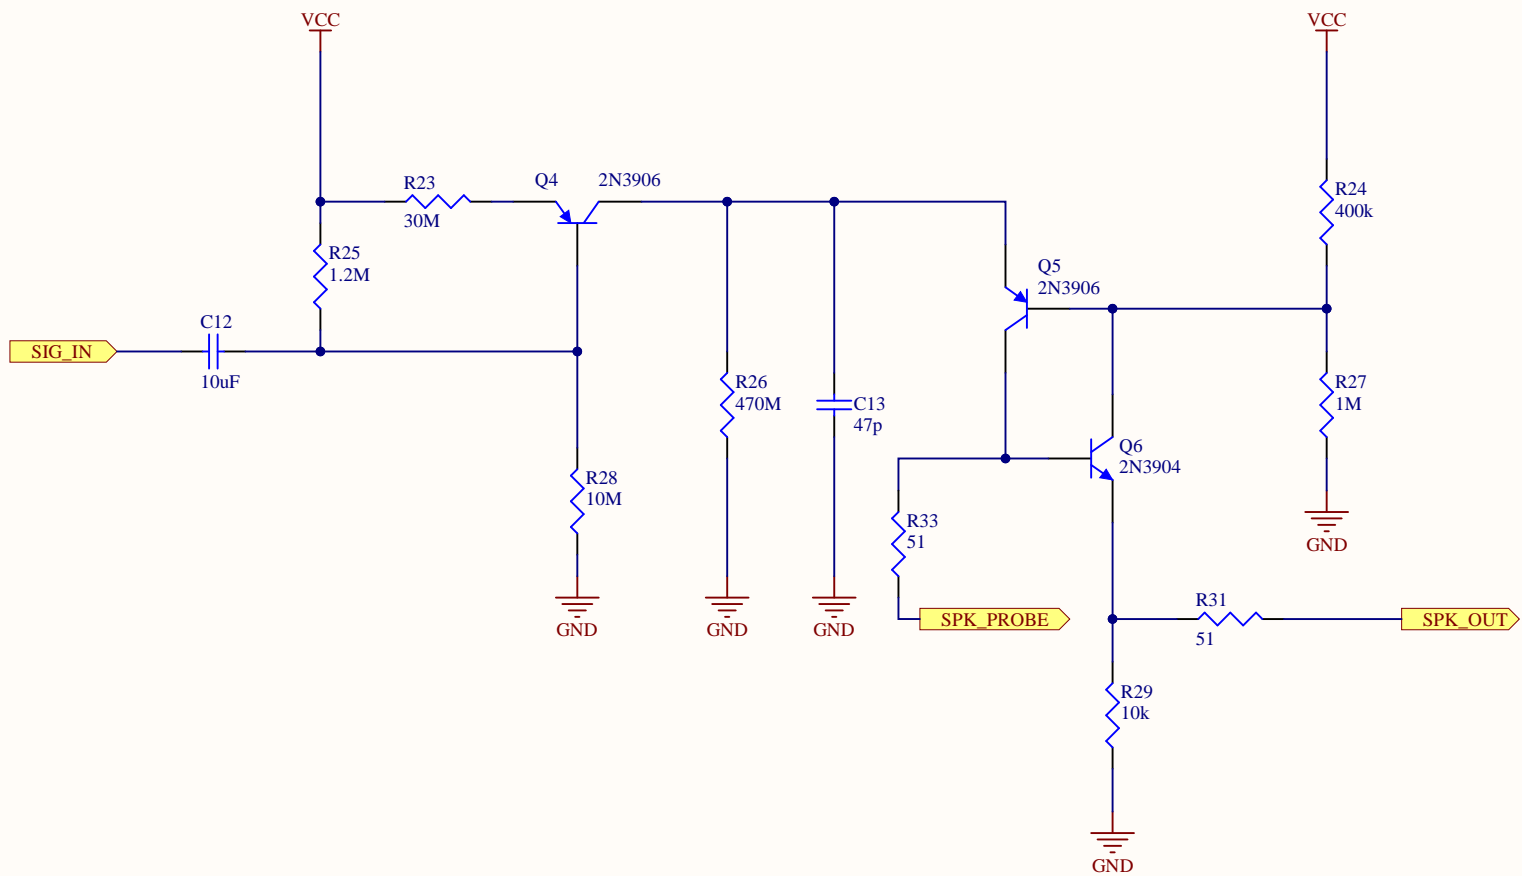 VCC
VCC
R23
30M
Q4
2N3906
R24
400k
R25
1.2M
Q5
2N3906
C12
10uF
SIG_IN
R26
470M
C13
47p
R27
1M
Q6
2N3904
R28
10M
R33
51
GND
R31
51
SPK_PROBE
SPK_OUT
GND
GND
GND
R29
10k
GND